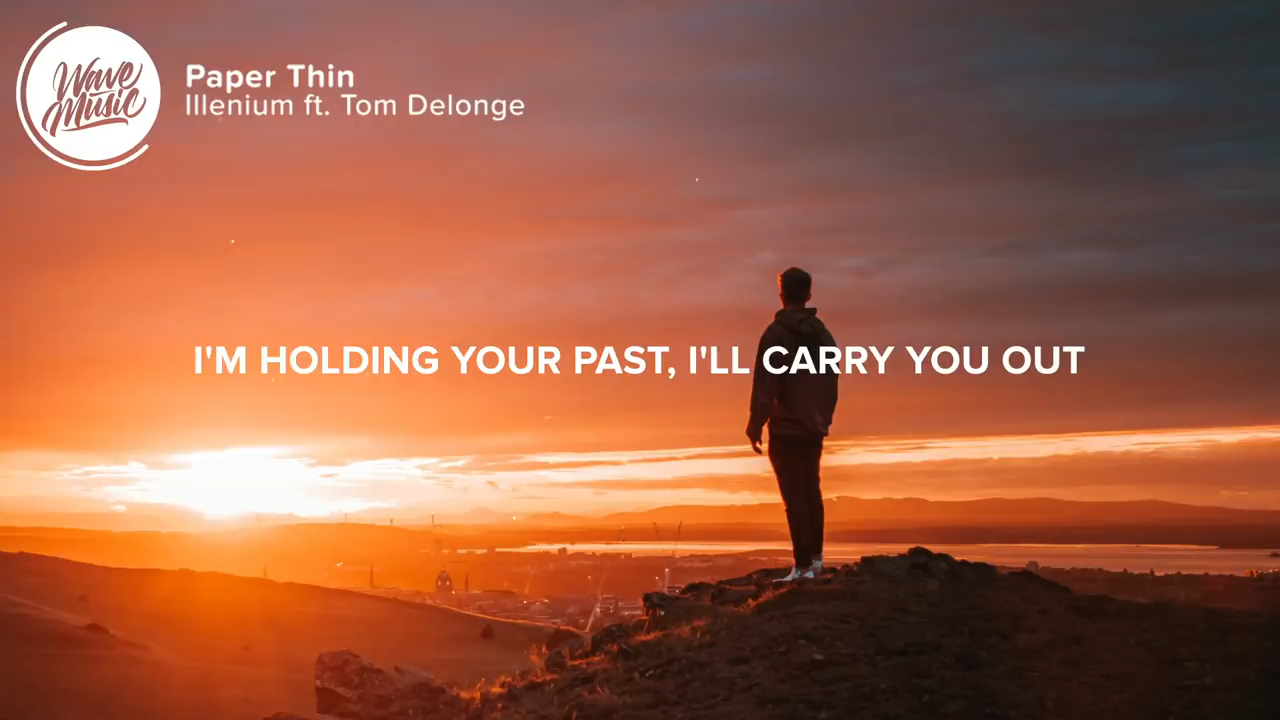 Wave
Music
Paper Thin
Illenium ft. Tom Delonge
I'M HOLDING YOUR PAST, I'LL CARRY YOU OUT